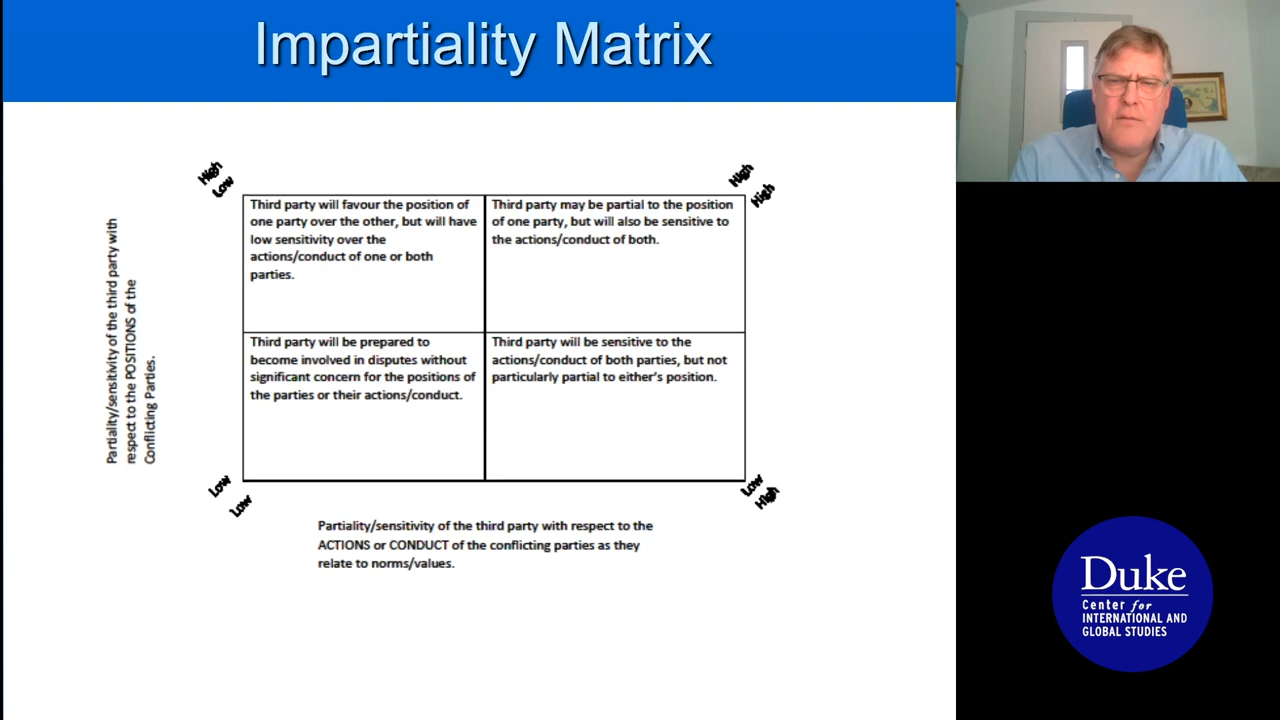 Impartiality Matrix
High
Low
High
High
Third party will favour the position of
one party over the other, but will have
low sensitivity over the
actions/conduct of one or both
parties.
Third party may be partial to the position
of one party, but will also be sensitive to
the actions/conduct of both.
Partiality/sensitivity of the third party with
respect to the POSITIONS of the
Conflicting Parties.
Third party will be prepared to
become involved in disputes without
significant concern for the positions of
the parties or their actions/conduct.
Third party will be sensitive to the
actions/conduct of both parties, but not
particularly partial to either's position.
Low
Low
Low
High
Partiality/sensitivity of the third party with respect to the
ACTIONS or CONDUCT of the conflicting parties as they
relate to norms/values.
Duke
Center for
INTERNATIONAL AND
GLOBAL STUDIES